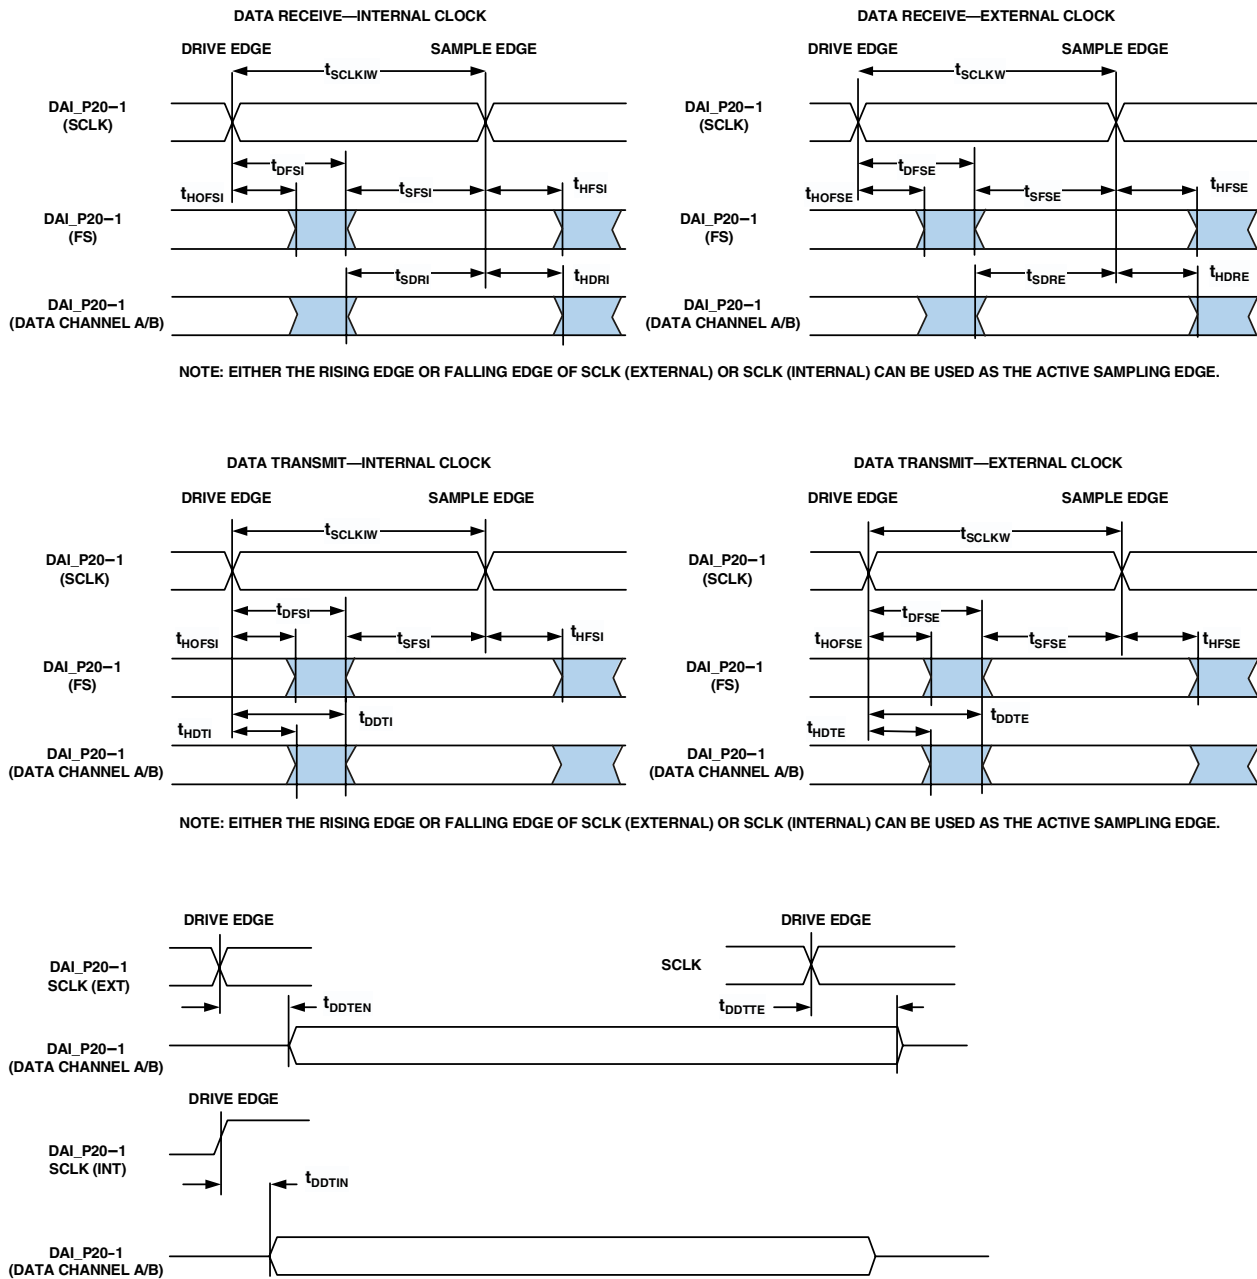 DATA RECEIVE—INTERNAL CLOCK
DRIVE EDGE
SAMPLE EDGE
tSCLKIW
DAI_P20–1
(SCLK)
tDFSI
tHOFSI
tSFSI
tHFSI
DAI_P20–1
(FS)
tSDRI
tHDRI
DAI_P20–1
(DATA CHANNEL A/B)
DATA RECEIVE—EXTERNAL CLOCK
DRIVE EDGE
SAMPLE EDGE
tSCLKW
DAI_P20–1
(SCLK)
tDFSE
tHOFSE
tSFSE
tHFSE
DAI_P20–1
(FS)
tSDRE
tHDRE
DAI_P20–1
(DATA CHANNEL A/B)
NOTE: EITHER THE RISING EDGE OR FALLING EDGE OF SCLK (EXTERNAL) OR SCLK (INTERNAL) CAN BE USED AS THE ACTIVE SAMPLING EDGE.
DATA TRANSMIT—INTERNAL CLOCK
DRIVE EDGE
SAMPLE EDGE
tSCLKIW
DAI_P20–1
(SCLK)
tDFSI
tHOFSI
tSFSI
tHFSI
DAI_P20–1
(FS)
tDDTI
tHDTI
DAI_P20–1
(DATA CHANNEL A/B)
DATA TRANSMIT—EXTERNAL CLOCK
DRIVE EDGE
SAMPLE EDGE
tSCLKW
DAI_P20–1
(SCLK)
tDFSE
tHOFSE
tSFSE
tHFSE
DAI_P20–1
(FS)
tDDTE
tHDTE
DAI_P20–1
(DATA CHANNEL A/B)
NOTE: EITHER THE RISING EDGE OR FALLING EDGE OF SCLK (EXTERNAL) OR SCLK (INTERNAL) CAN BE USED AS THE ACTIVE SAMPLING EDGE.
DRIVE EDGE
DRIVE EDGE
DAI_P20–1
SCLK (EXT)
SCLK
tDDTEN
tDDTTE
DAI_P20–1
(DATA CHANNEL A/B)
DRIVE EDGE
DAI_P20–1
SCLK (INT)
tDDTIN
DAI_P20-1
(DATA CHANNEL A/B)